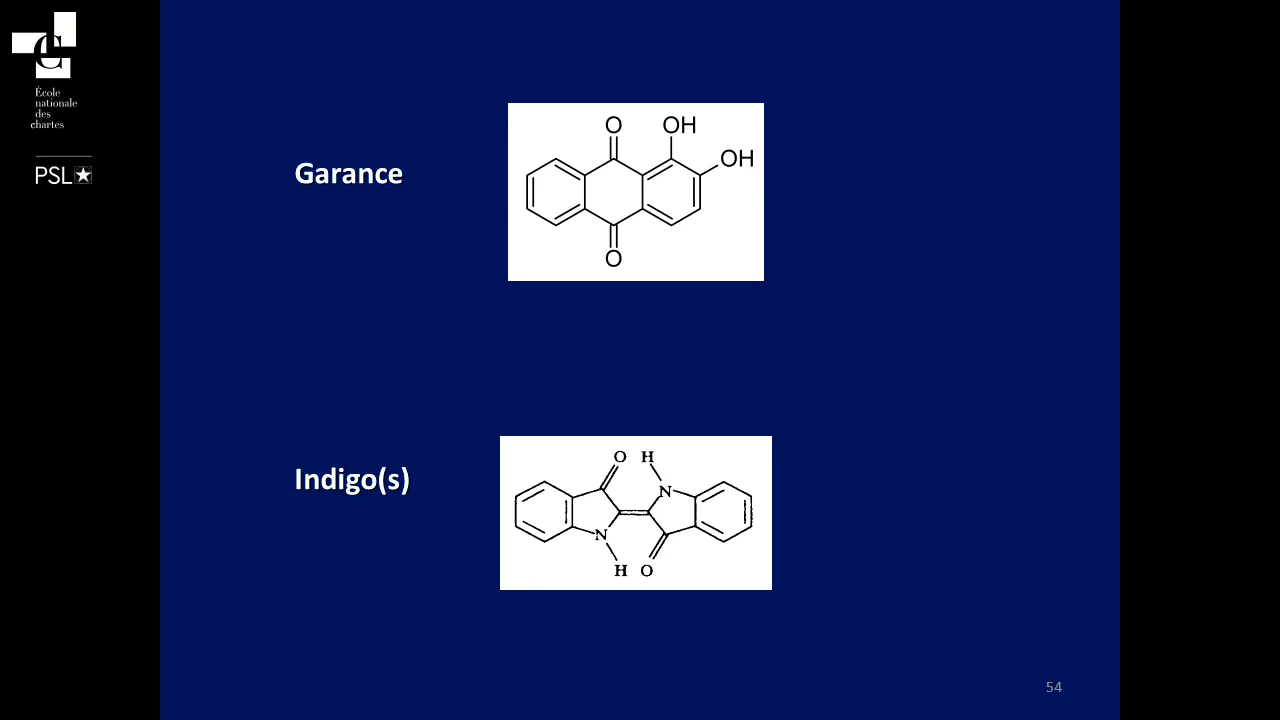 C
École
nationale
des
chartes
PSL★
Garance
O
OH
OH
O
Indigo(s)
O H
N
N
H O
54